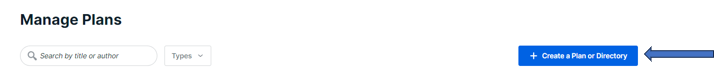 Manage Plans
Search by title or author Types + Create a Plan or Directory